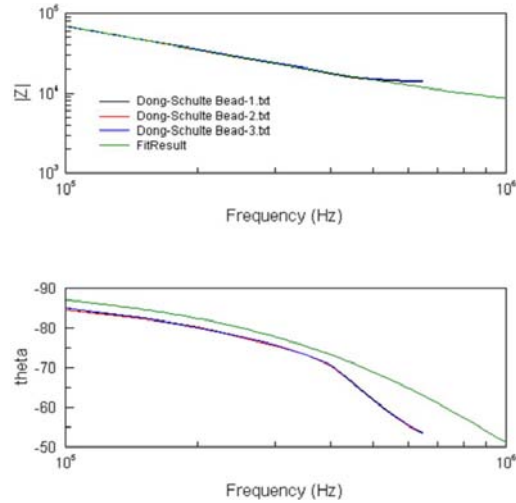 10⁵
|Z|
10⁴
Dong-Schulte Bead-1.txt
Dong-Schulte Bead-2.txt
Dong-Schulte Bead-3.txt
FitResult
10³
10⁵
10⁶
Frequency (Hz)
-90
-80
theta
-70
-60
-50
10⁵
10⁶
Frequency (Hz)